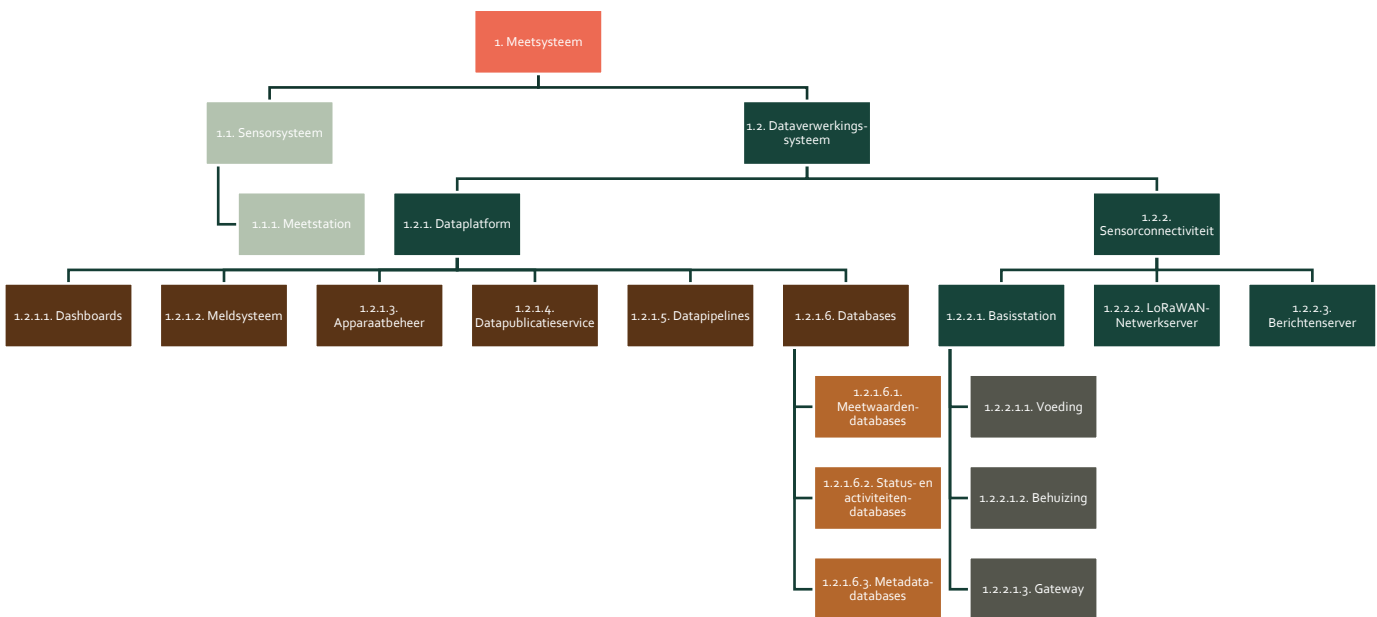 1. Meetsysteem
1.1. Sensorsysteem
1.2. Dataverwerkings-
systeem
1.1.1. Meetstation
1.2.1. Dataplatform
1.2.2.
Sensorconnectiviteit
1.2.1.1. Dashboards
1.2.1.2. Meldsysteem
1.2.1.3.
Apparaatbeheer
1.2.1.4.
Datapublicatieservice
1.2.1.5. Datapipelines
1.2.1.6. Databases
1.2.2.1. Basisstation
1.2.2.2. LoRaWAN-
Netwerkserver
1.2.2.3.
Berichtenserver
1.2.1.6.1.
Meetwaarden-
databases
1.2.2.1.1. Voeding
1.2.1.6.2. Status- en
activiteiten-
databases
1.2.2.1.2. Behuizing
1.2.1.6.3. Metadata-
databases
1.2.2.1.3. Gateway